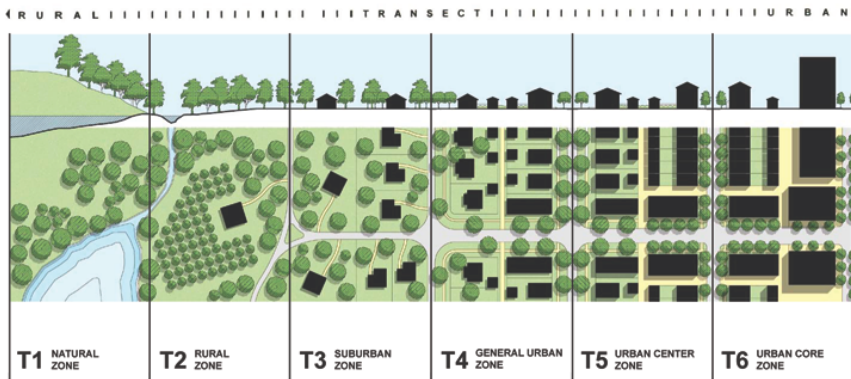 RURAL TRANSECT URBAN
T1 NATURAL
ZONE
T2 RURAL
ZONE
T3 SUBURBAN
ZONE
T4 GENERAL URBAN
ZONE
T5 URBAN CENTER
ZONE
T6 URBAN CORE
ZONE